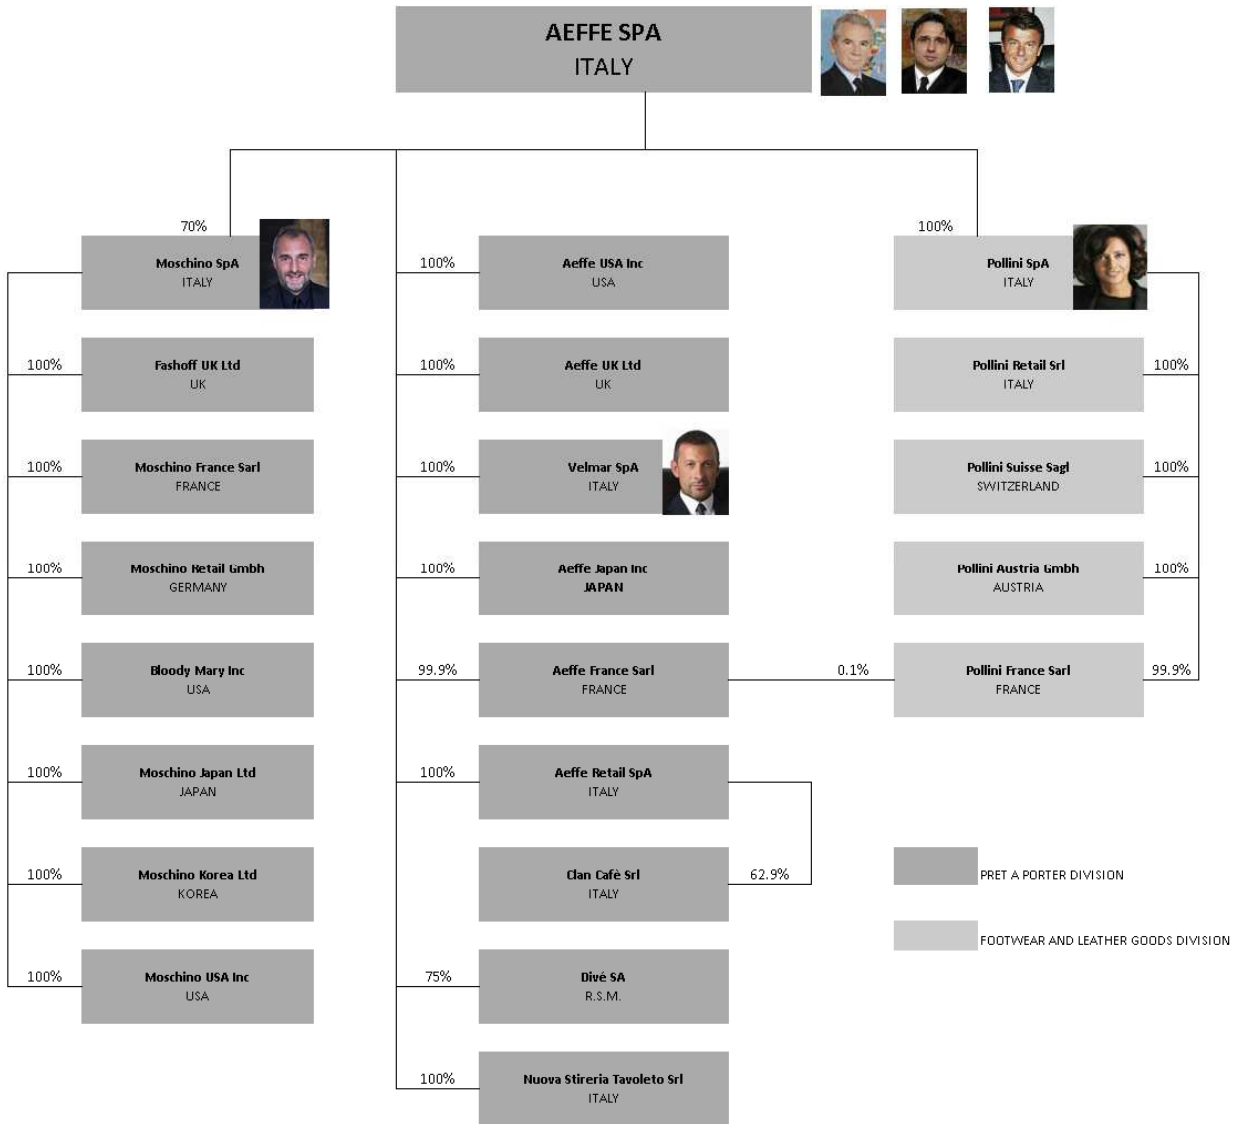 AEFFE SPA
ITALY
70%
Moschino SpA
ITALY
100%
Fashoff UK Ltd
UK
100%
Moschino France Sarl
FRANCE
100%
Moschino Retail Gmbh
GERMANY
100%
Bloody Mary Inc
USA
100%
Moschino Japan Ltd
JAPAN
100%
Moschino Korea Ltd
KOREA
100%
Moschino USA Inc
USA
100%
Aeffe USA Inc
USA
100%
Aeffe UK Ltd
UK
100%
Velmar SpA
ITALY
100%
Aeffe Japan Inc
JAPAN
99.9%
Aeffe France Sarl
FRANCE
0.1%
100%
Aeffe Retail SpA
ITALY
Clan Cafè Srl
ITALY
62.9%
75%
Divé SA
R.S.M.
100%
Nuova Stireria Tavoleto Srl
ITALY
100%
Pollini SpA
ITALY
Pollini Retail Srl
ITALY
100%
Pollini Suisse Sagl
SWITZERLAND
100%
Pollini Austria Gmbh
AUSTRIA
100%
Pollini France Sarl
FRANCE
99.9%
PRET A PORTER DIVISION
FOOTWEAR AND LEATHER GOODS DIVISION